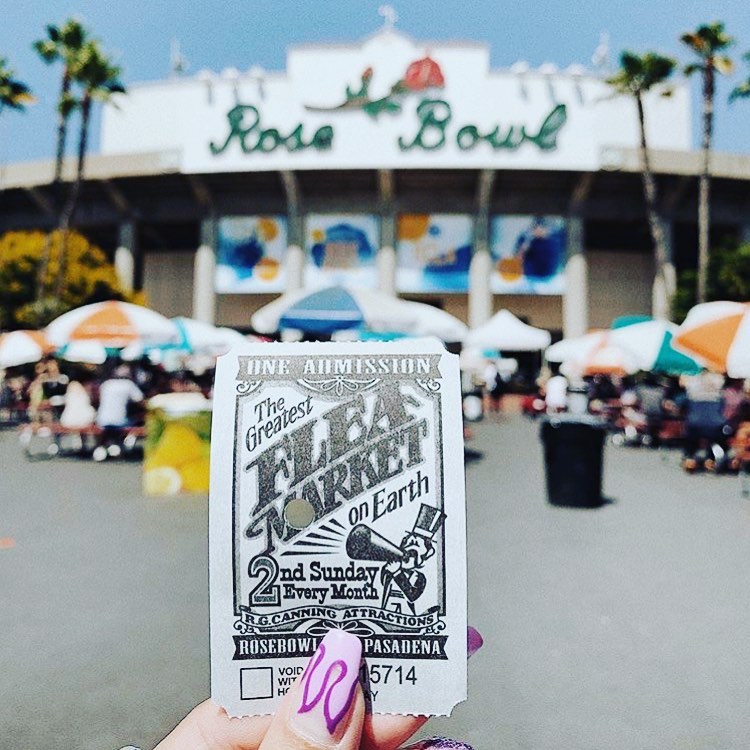 Rose Bowl
ONE ADMISSION
The
Greatest
FLEA
MARKET
on Earth
2nd Sunday
Every Month
R.G.CANNING ATTRACTIONS
ROSEBOWL PASADENA
VOID
15714